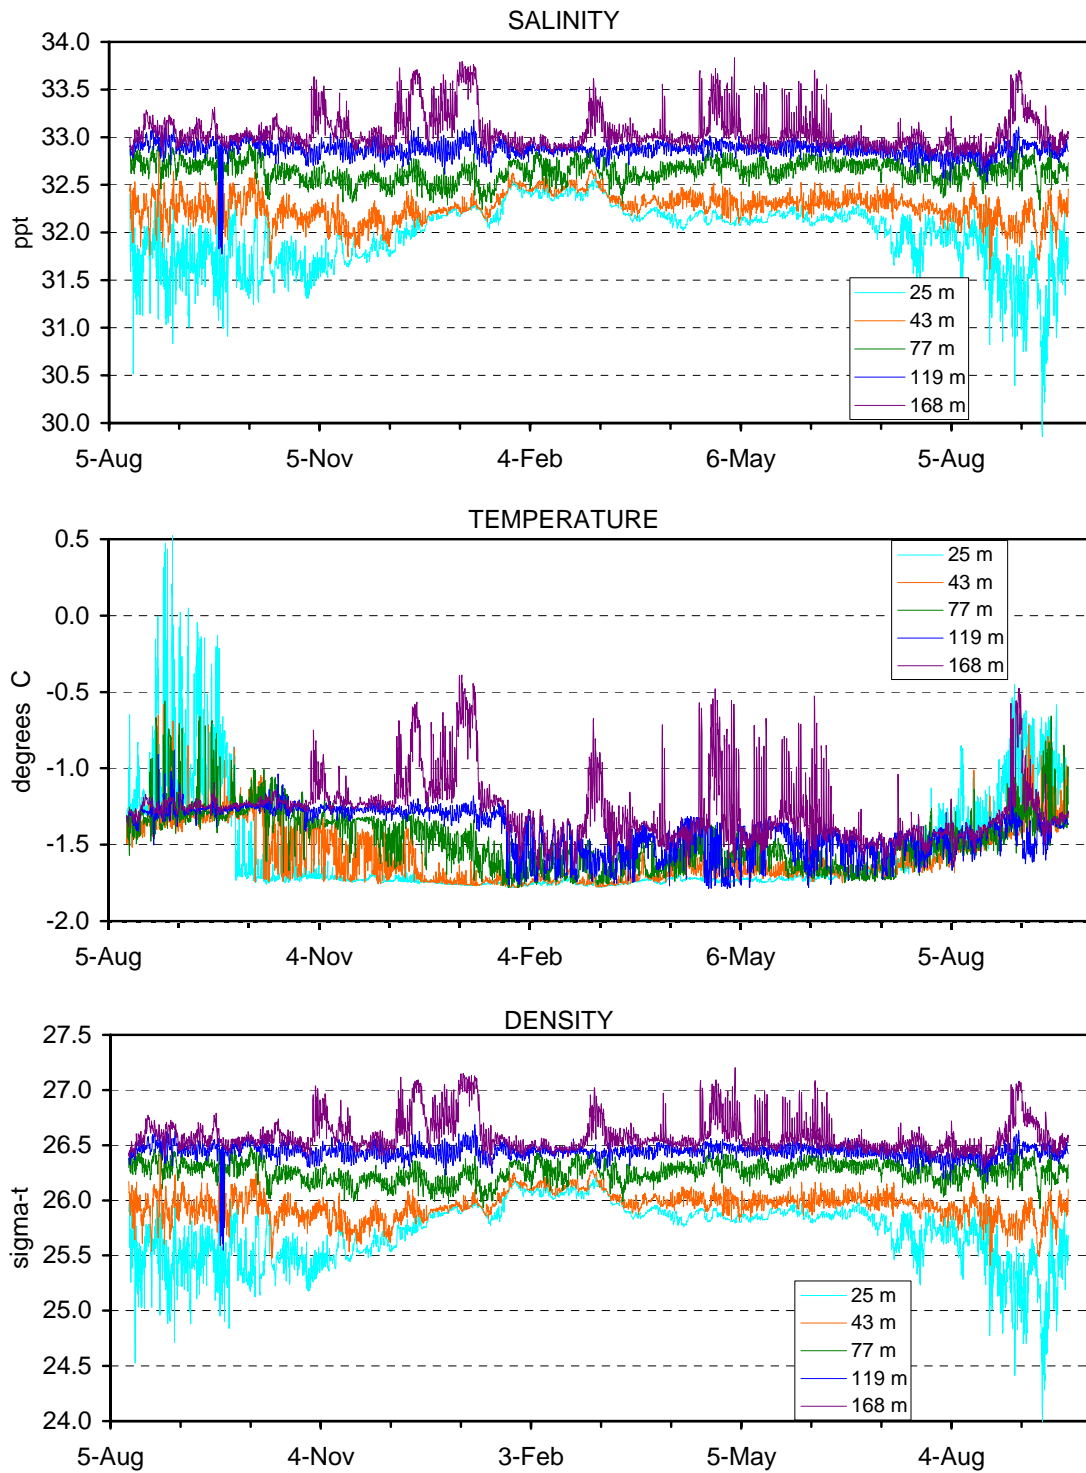 SALINITY
34.0
33.5
33.0
32.5
32.0
31.5
31.0
30.5
30.0
ppt
25 m
43 m
77 m
119 m
168 m
5-Aug 5-Nov 4-Feb 6-May 5-Aug
TEMPERATURE
0.5
0.0
-0.5
-1.0
-1.5
-2.0
degrees C
25 m
43 m
77 m
119 m
168 m
5-Aug 4-Nov 4-Feb 6-May 5-Aug
DENSITY
27.5
27.0
26.5
26.0
25.5
25.0
24.5
24.0
sigma-t
25 m
43 m
77 m
119 m
168 m
5-Aug 4-Nov 3-Feb 5-May 4-Aug